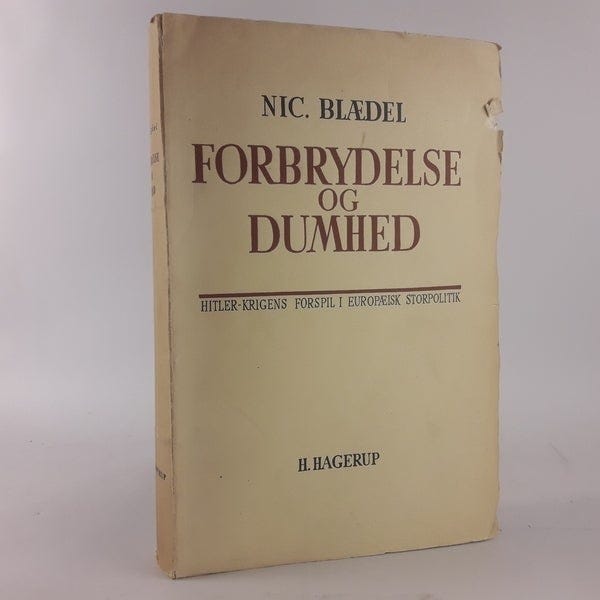 NIC. BLÆDEL
FORBRYDELSE
OG
DUMHED
HITLER-KRIGENS FORSPIL I EUROPÆISK STORPOLITIK
H. HAGERUP